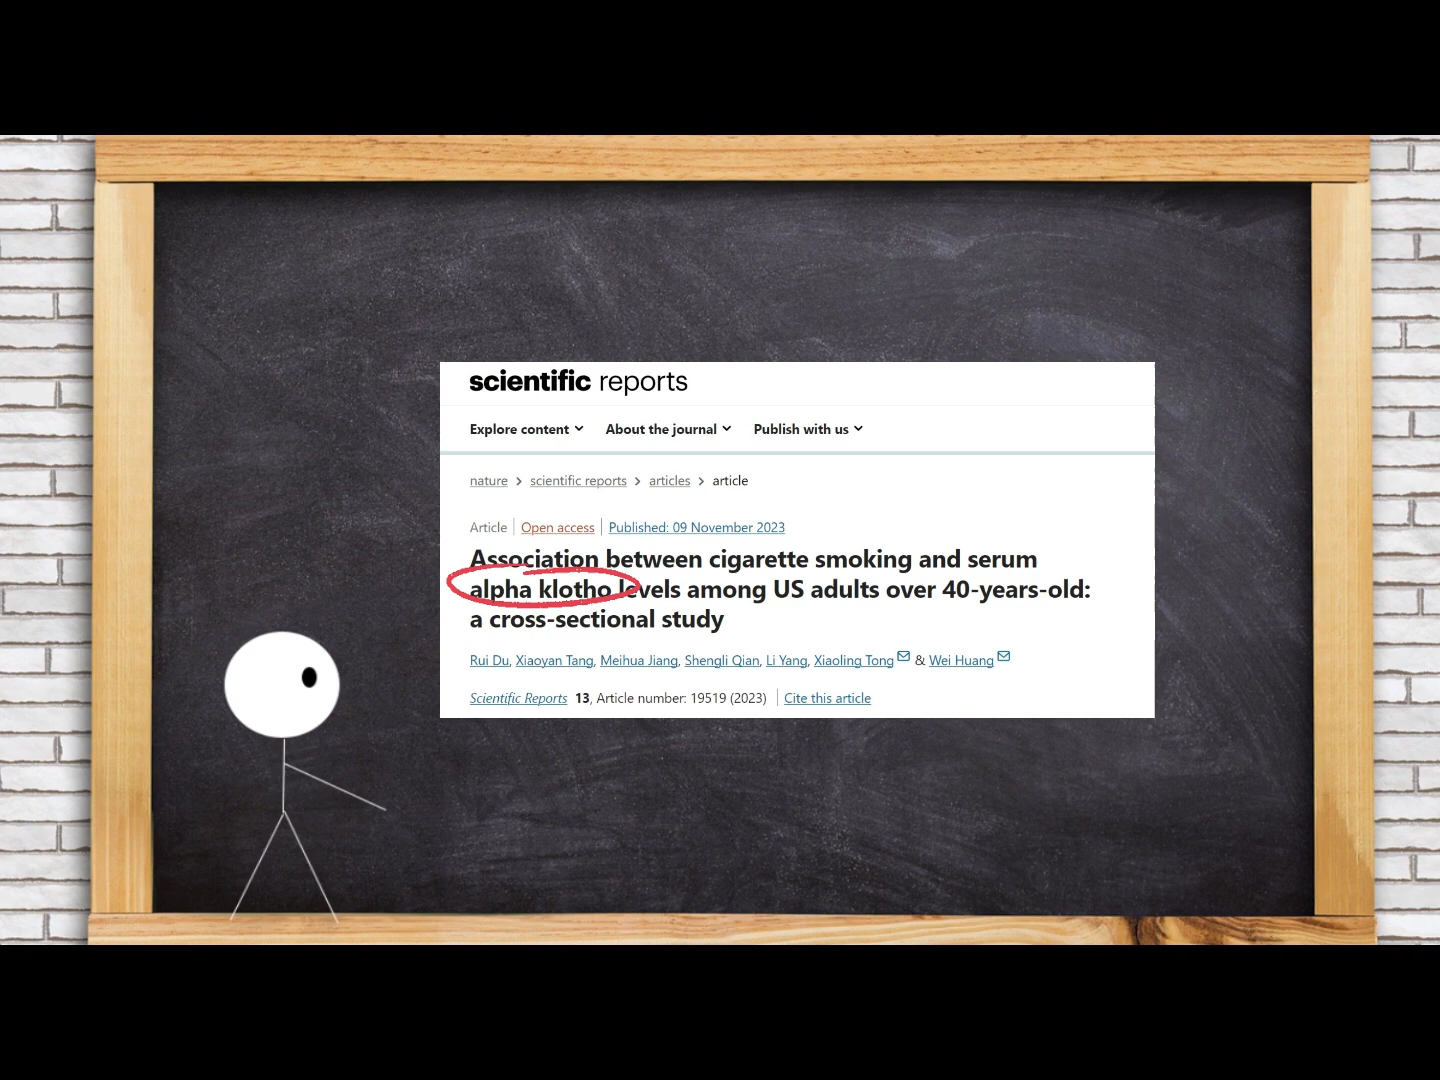 scientific reports
Explore content About the journal Publish with us
nature > scientific reports > articles > article
Article | Open access | Published: 09 November 2023
Association between cigarette smoking and serum
alpha klotho levels among US adults over 40-years-old:
a cross-sectional study
Rui Du, Xiaoyan Tang, Meihua Jiang, Shengli Qian, Li Yang, Xiaoling Tong & Wei Huang
Scientific Reports 13, Article number: 19519 (2023) | Cite this article